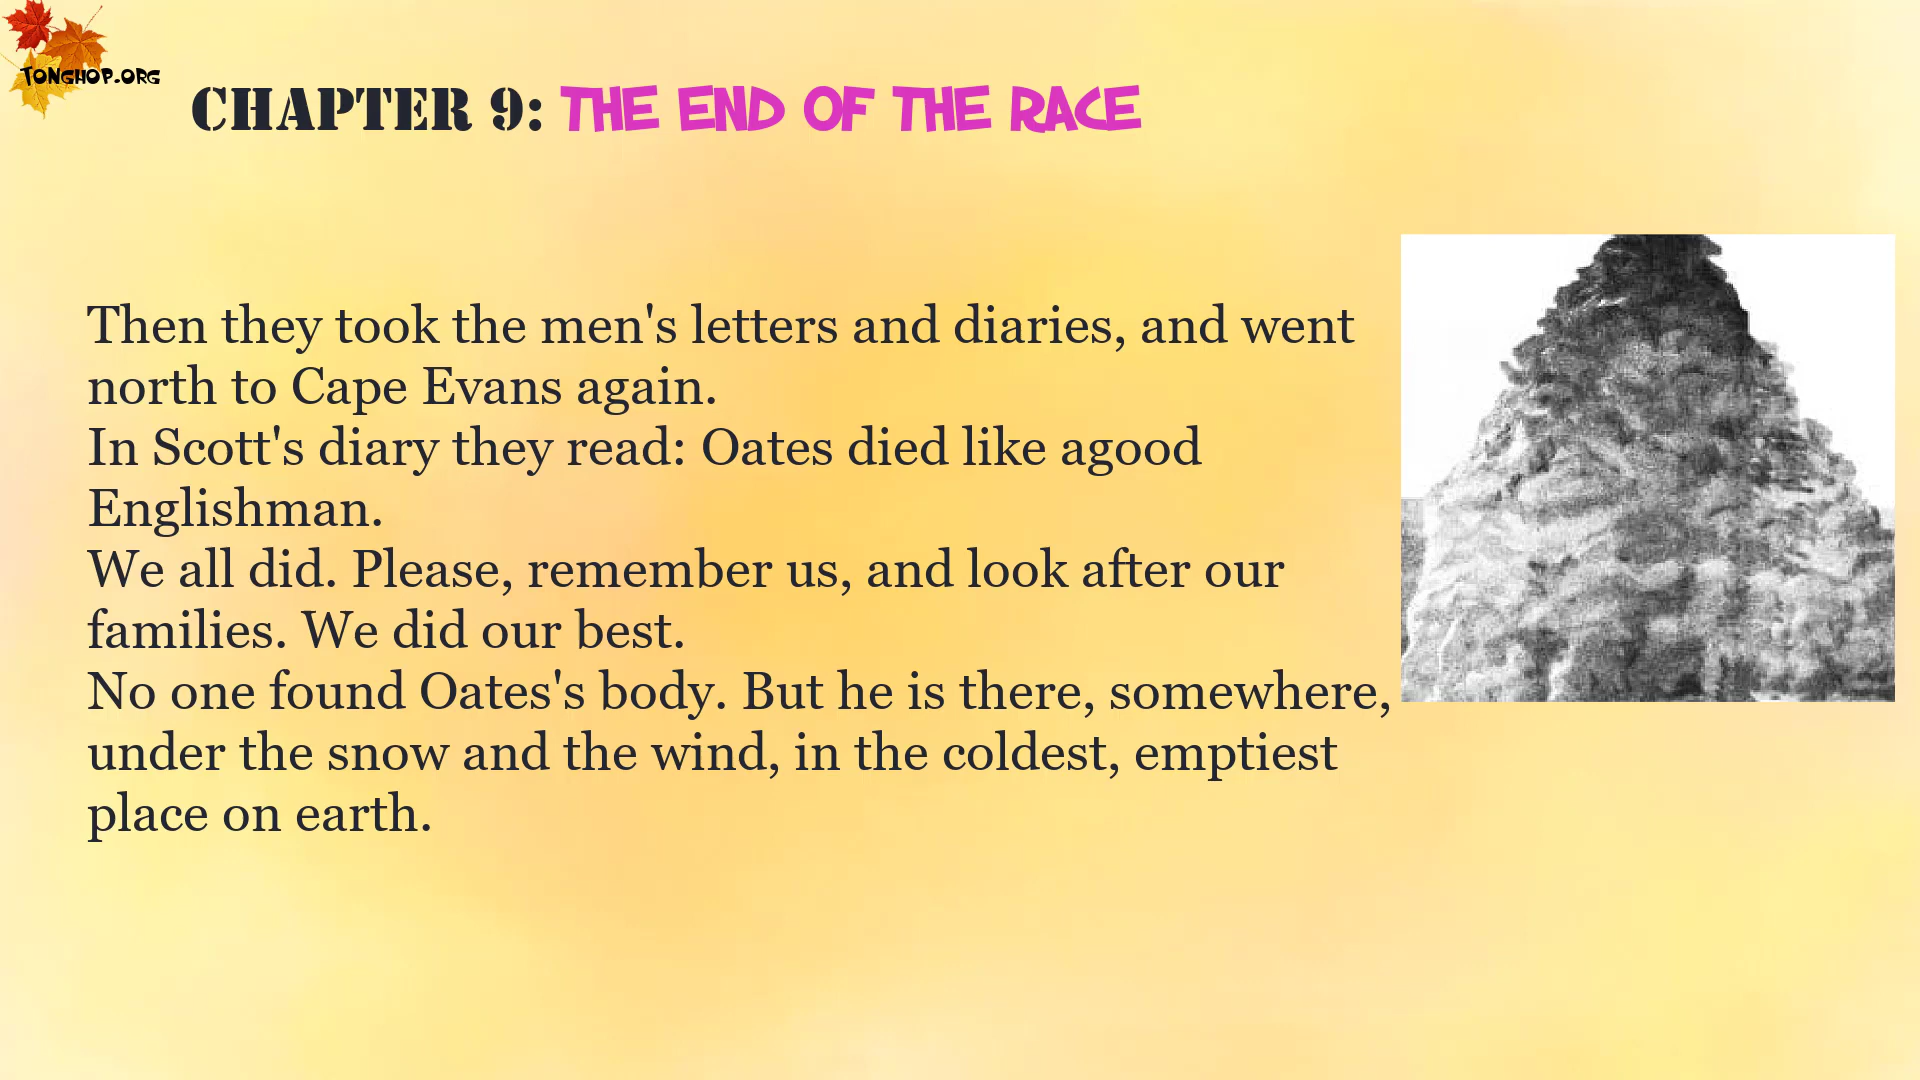 TONGHOP.ORG
CHAPTER 9: THE END OF THE RACE
Then they took the men's letters and diaries, and went
north to Cape Evans again.
In Scott's diary they read: Oates died like agood
Englishman.
We all did. Please, remember us, and look after our
families. We did our best.
No one found Oates's body. But he is there, somewhere,
under the snow and the wind, in the coldest, emptiest
place on earth.